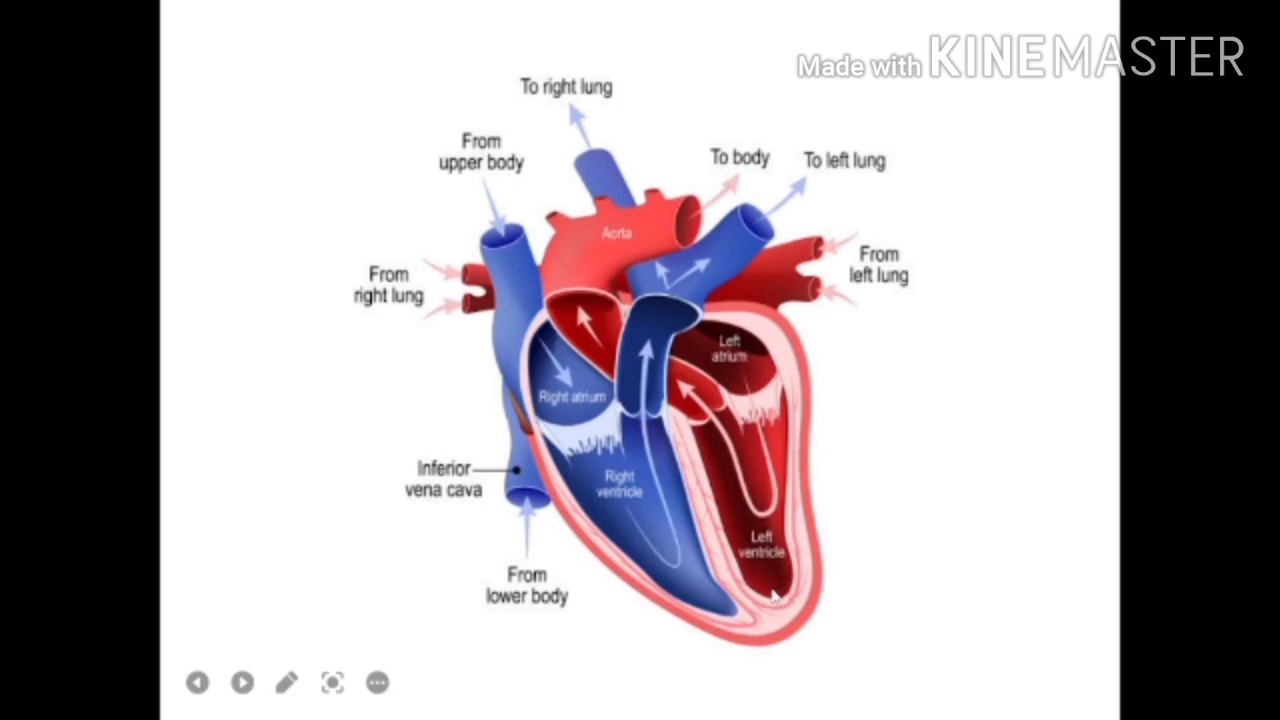 Made with KINEMASTER
To right lung
From
upper body
To body
To left lung
Aorta
From
right lung
From
left lung
Left
atrium
Right atrium
Inferior
vena cava
Right
ventricle
Left
ventricle
From
lower body